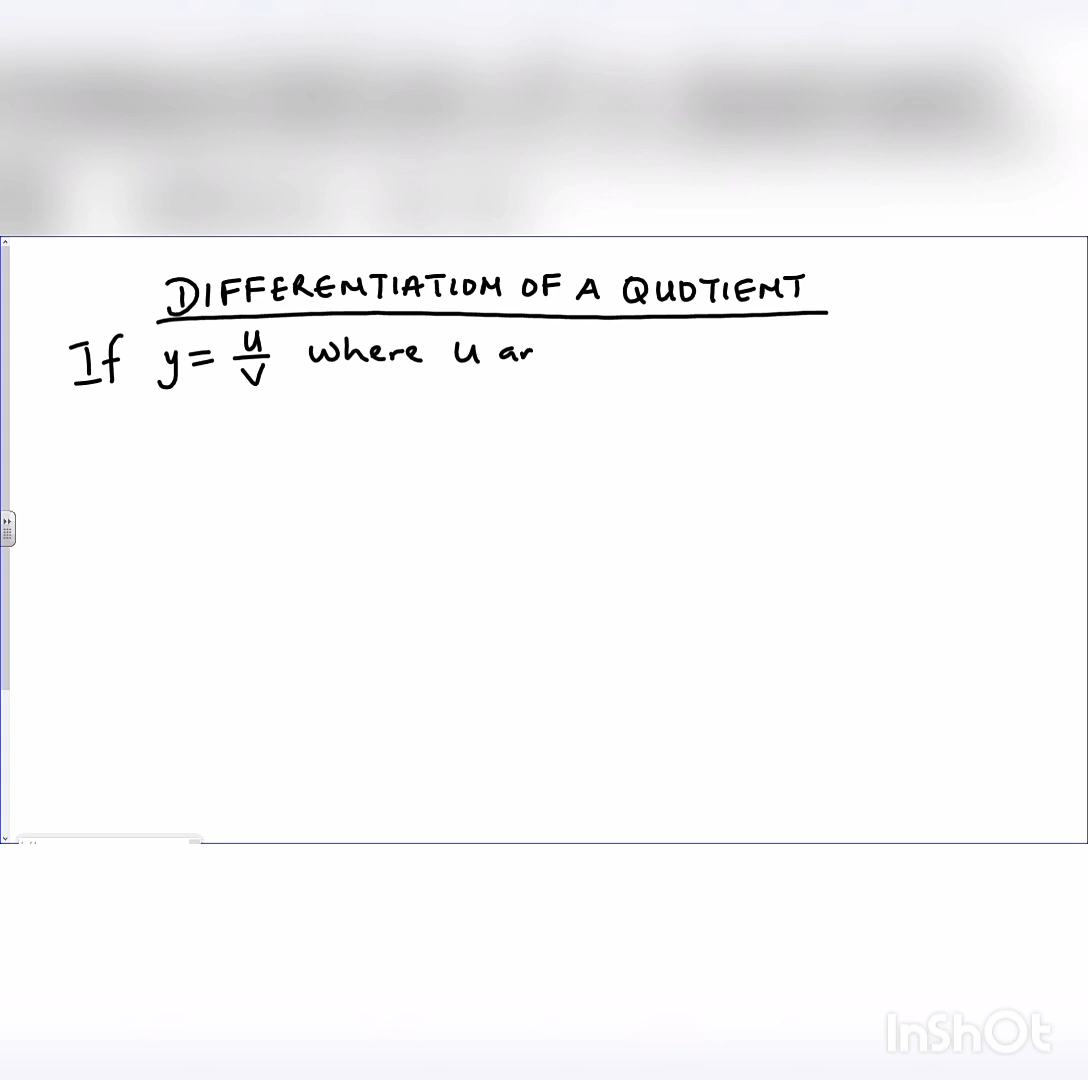 DIFFERENTIATION OF A QUOTIENT
If y = u/v where u ar
InShOt